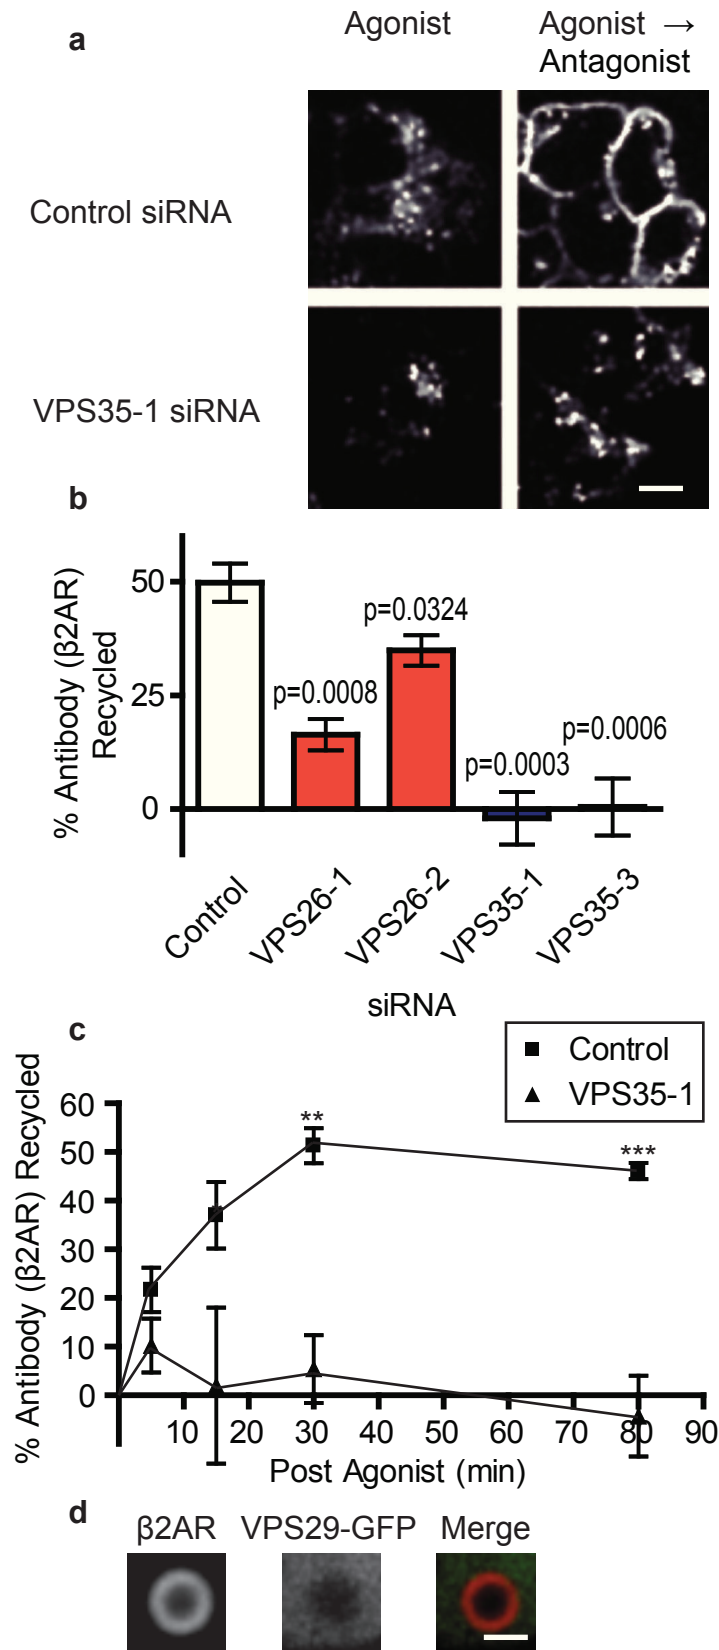 a
Agonist
Agonist →
Antagonist
Control siRNA
VPS35-1 siRNA
b
% Antibody (β2AR)
Recycled
50
25
0
p=0.0008
p=0.0324
p=0.0003
p=0.0006
Control
VPS26-1
VPS26-2
VPS35-1
VPS35-3
siRNA
c
Control
VPS35-1
% Antibody (β2AR) Recycled
60
50
40
30
20
10
0
**
***
10 20 30 40 50 60 70 80 90
Post Agonist (min)
d
β2AR VPS29-GFP Merge